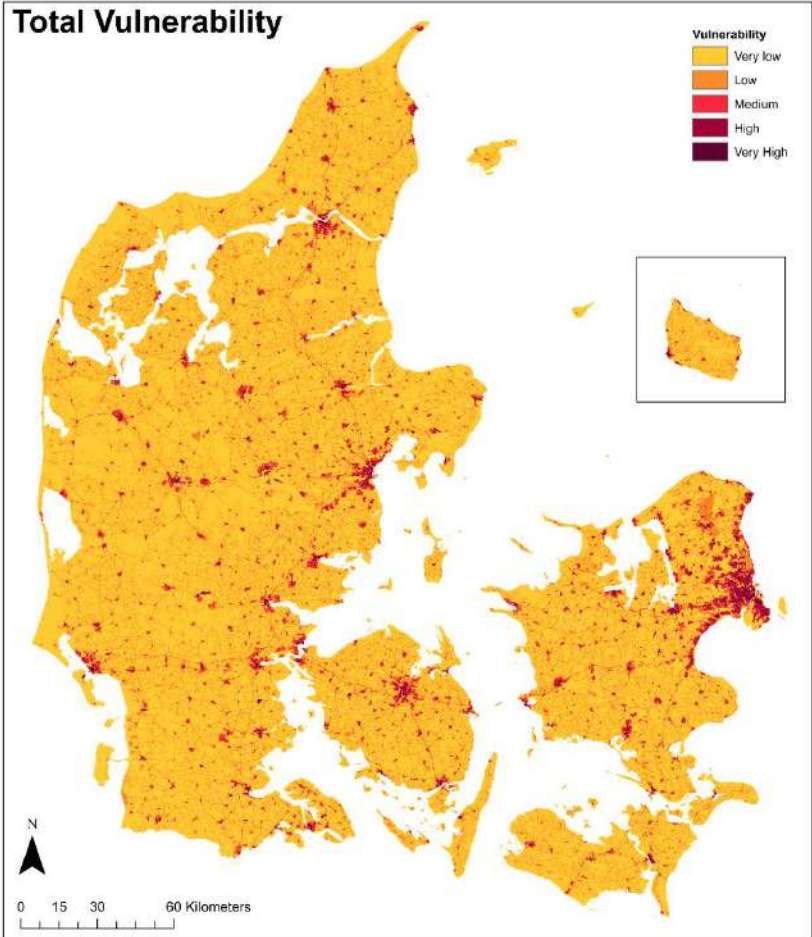 Total Vulnerability
Vulnerability
Very low
Low
Medium
High
Very High
N
0 15 30 60 Kilometers